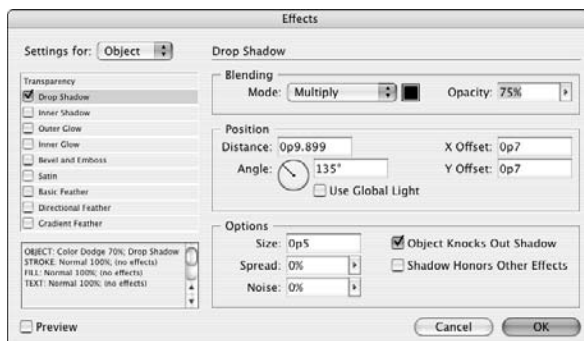 Effects
Settings for: Object
Transparency
Drop Shadow
Inner Shadow
Outer Glow
Inner Glow
Bevel and Emboss
Satin
Basic Feather
Directional Feather
Gradient Feather
OBJECT: Color Dodge 70%; Drop Shadow
STROKE: Normal 100%; (no effects)
FILL: Normal 100%; (no effects)
TEXT: Normal 100%; (no effects)
Preview
Drop Shadow
Blending
Mode: Multiply Opacity: 75%
Position
Distance: 0p9.899 X Offset: 0p7
Angle: 135° Y Offset: 0p7
Use Global Light
Options
Size: 0p5 Object Knocks Out Shadow
Spread: 0% Shadow Honors Other Effects
Noise: 0%
Cancel OK